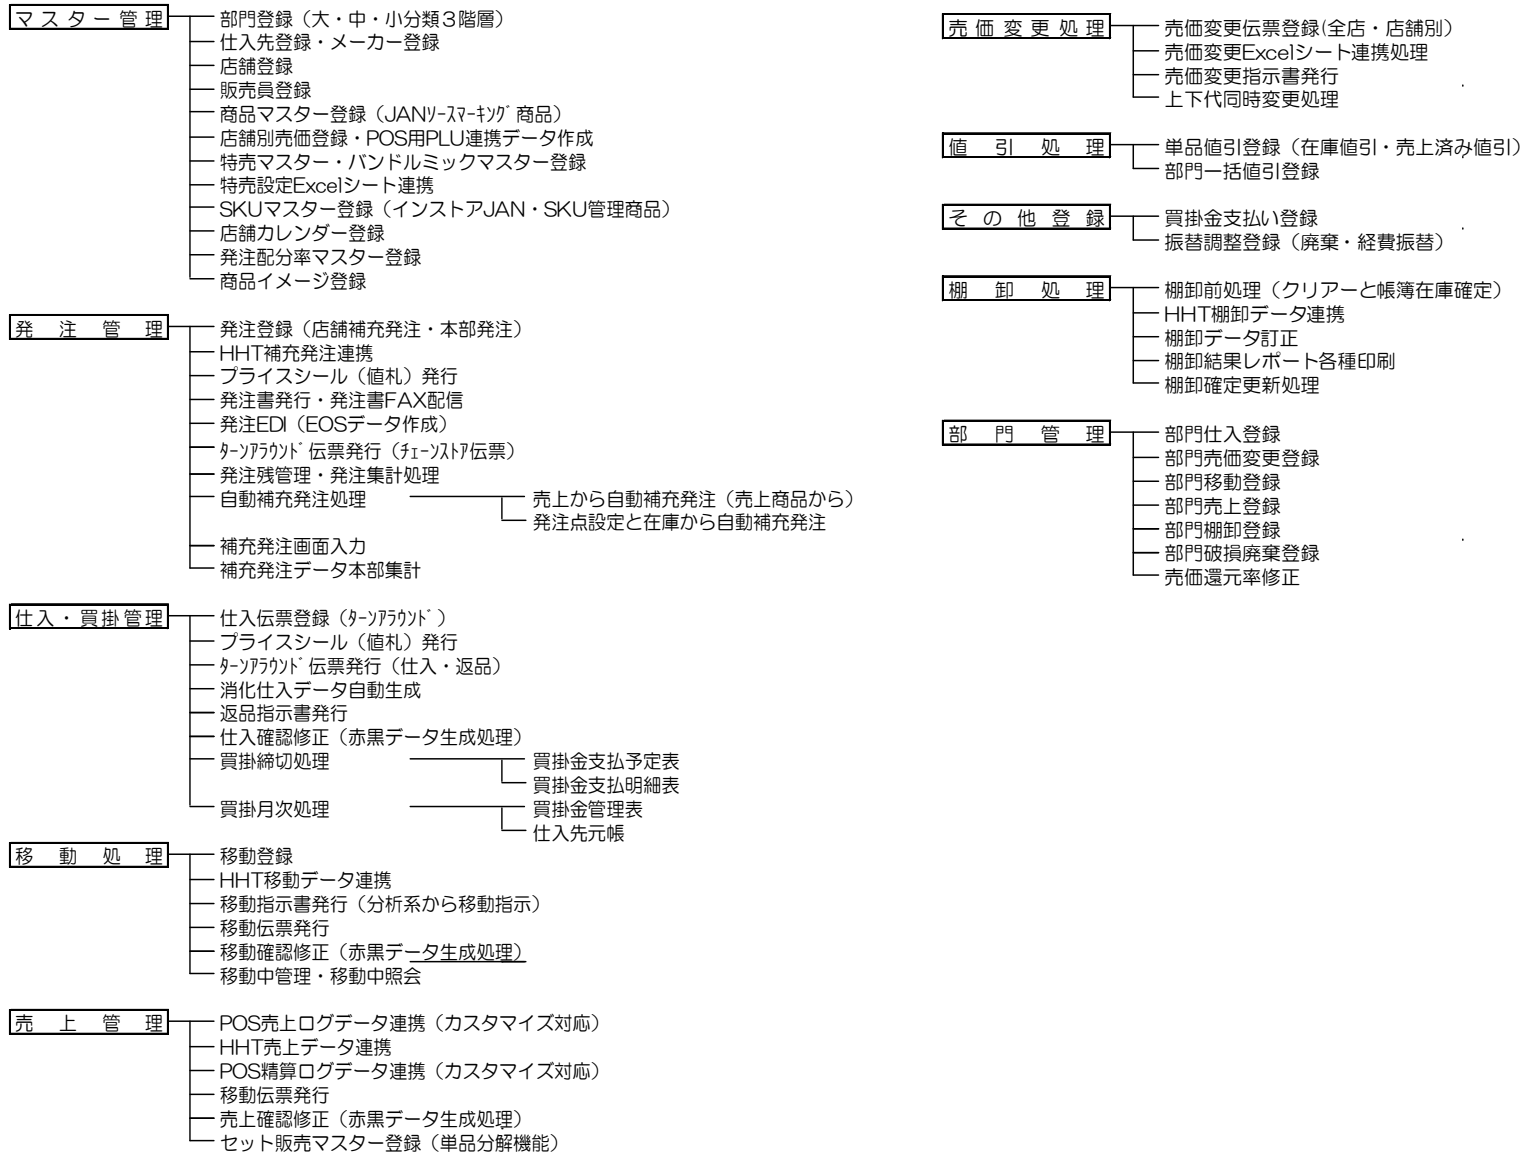 マスター管理
部門登録（大・中・小分類３階層）
仕入先登録・メーカー登録
店舗登録
販売員登録
商品マスター登録（JANｿｰｽﾏｰｷﾝｸﾞ商品）
店舗別売価登録・POS用PLU連携データ作成
特売マスター・バンドルミックマスター登録
特売設定Excelシート連携
SKUマスター登録（インストアJAN・SKU管理商品）
店舗カレンダー登録
発注配分率マスター登録
商品イメージ登録
発注管理
発注登録（店舗補充発注・本部発注）
HHT補充発注連携
プライスシール（値札）発行
発注書発行・発注書FAX配信
発注EDI（EOSデータ作成）
ﾀｰﾝｱﾗｳﾝﾄﾞ伝票発行（ﾁｪｰﾝｽﾄｱ伝票）
発注残管理・発注集計処理
自動補充発注処理
売上から自動補充発注（売上商品から）
発注点設定と在庫から自動補充発注
補充発注画面入力
補充発注データ本部集計
仕入・買掛管理
仕入伝票登録（ﾀｰﾝｱﾗｳﾝﾄﾞ）
プライスシール（値札）発行
ﾀｰﾝｱﾗｳﾝﾄﾞ伝票発行（仕入・返品）
消化仕入データ自動生成
返品指示書発行
仕入確認修正（赤黒データ生成処理）
買掛締切処理
買掛金支払予定表
買掛金支払明細表
買掛月次処理
買掛金管理表
仕入先元帳
移動処理
移動登録
HHT移動データ連携
移動指示書発行（分析系から移動指示）
移動伝票発行
移動確認修正（赤黒データ生成処理）
移動中管理・移動中照会
売上管理
POS売上ログデータ連携（カスタマイズ対応）
HHT売上データ連携
POS精算ログデータ連携（カスタマイズ対応）
移動伝票発行
売上確認修正（赤黒データ生成処理）
セット販売マスター登録（単品分解機能）
売価変更処理
売価変更伝票登録(全店・店舗別）
売価変更Excelシート連携処理
売価変更指示書発行
上下代同時変更処理
値引処理
単品値引登録（在庫値引・売上済み値引）
部門一括値引登録
その他登録
買掛金支払い登録
振替調整登録（廃棄・経費振替）
棚卸処理
棚卸前処理（クリアーと帳簿在庫確定）
HHT棚卸データ連携
棚卸データ訂正
棚卸結果レポート各種印刷
棚卸確定更新処理
部門管理
部門仕入登録
部門売価変更登録
部門移動登録
部門売上登録
部門棚卸登録
部門破損廃棄登録
売価還元率修正